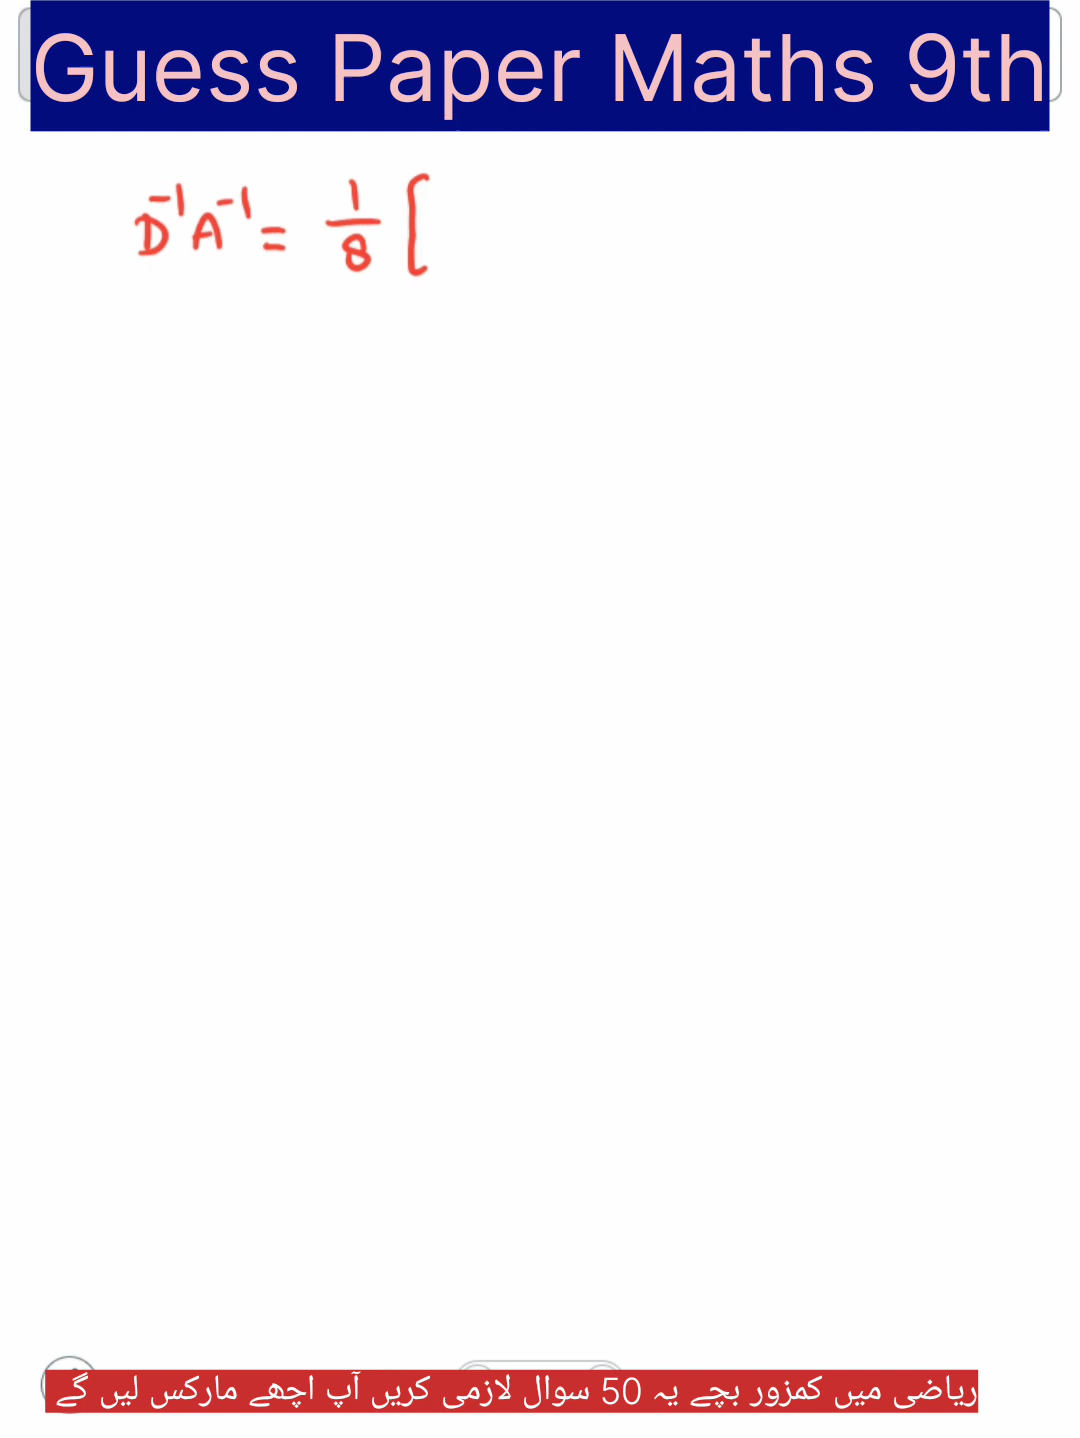 Guess Paper Maths 9th
D⁻¹A⁻¹ = 1/8 [
ریاضی میں کمزور بچے یہ 50 سوال لازمی کریں آپ اچھے مارکس لیں گے